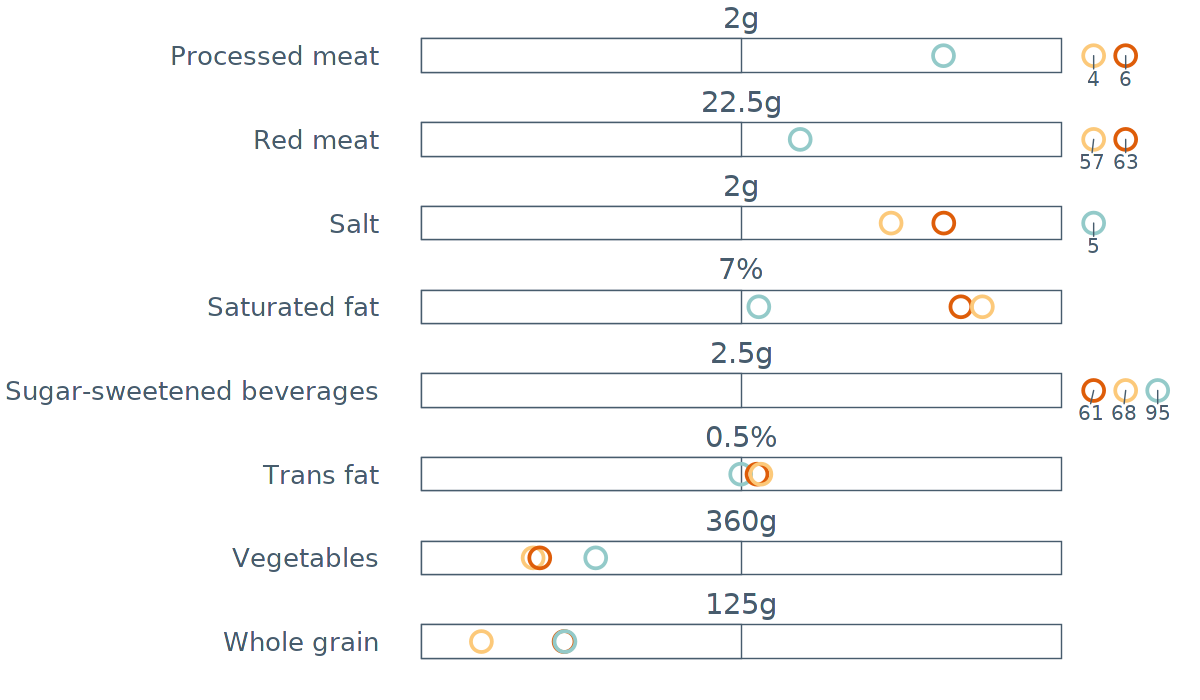 2g
Processed meat
4 6
22.5g
Red meat
57 63
2g
Salt
5
7%
Saturated fat
2.5g
Sugar-sweetened beverages
61 68 95
0.5%
Trans fat
360g
Vegetables
125g
Whole grain